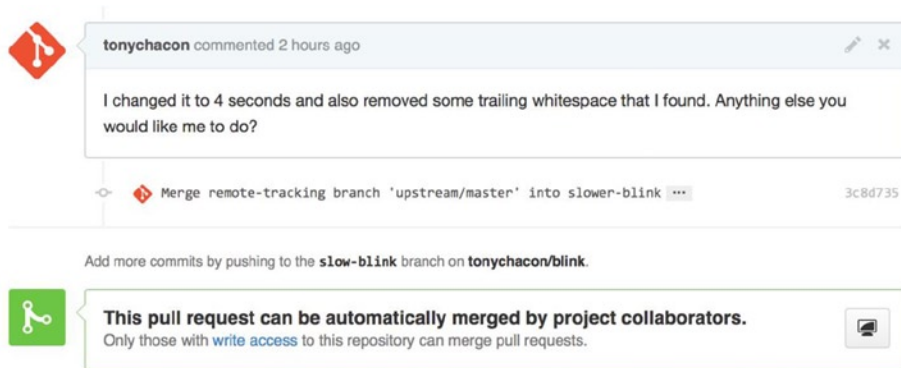 tonychacon commented 2 hours ago
I changed it to 4 seconds and also removed some trailing whitespace that I found. Anything else you
would like me to do?
Merge remote-tracking branch 'upstream/master' into slower-blink ... 3c8d735
Add more commits by pushing to the slow-blink branch on tonychacon/blink.
This pull request can be automatically merged by project collaborators.
Only those with write access to this repository can merge pull requests.